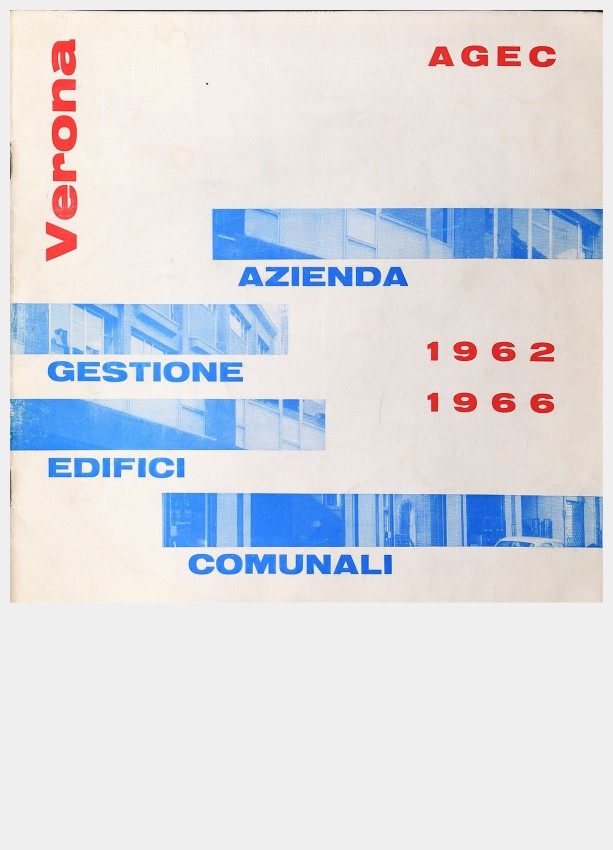 Verona
AGEC
AZIENDA
GESTIONE
1962
1966
EDIFICI
COMUNALI